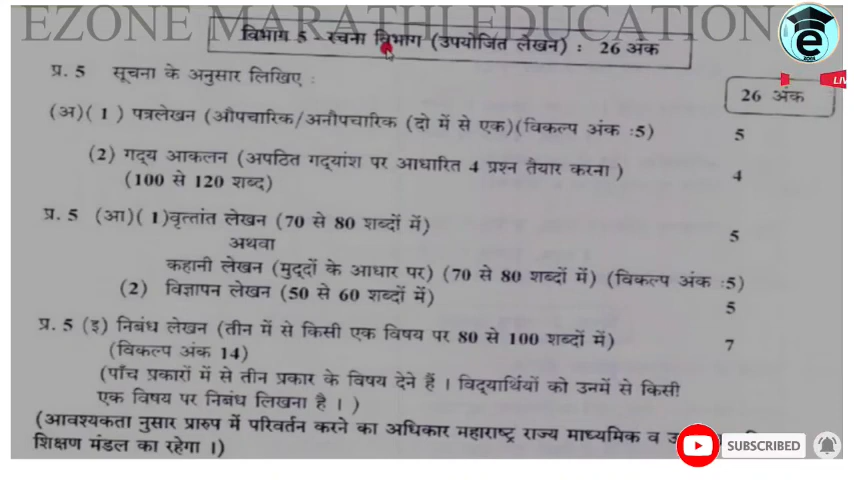 EZONE MARATHI EDUCATION
विभाग 5 - रचना विभाग (उपयोजित लेखन) : 26 अंक
e
EZONE
LIV
प्र. 5 सूचना के अनुसार लिखिए :
26 अंक
(अ)( 1 ) पत्रलेखन (औपचारिक/अनौपचारिक (दो में से एक)(विकल्प अंक :5) 5
(2) गद्य आकलन (अपठित गद्यांश पर आधारित 4 प्रश्न तैयार करना )
(100 से 120 शब्द) 4
प्र. 5 (आ)( 1)वृत्तांत लेखन (70 से 80 शब्दों में) 5
अथवा
कहानी लेखन (मुद्दों के आधार पर) (70 से 80 शब्दों में) (विकल्प अंक :5)
(2) विज्ञापन लेखन (50 से 60 शब्दों में) 5
प्र. 5 (इ) निबंध लेखन (तीन में से किसी एक विषय पर 80 से 100 शब्दों में) 7
(विकल्प अंक 14)
(पाँच प्रकारों में से तीन प्रकार के विषय देने हैं । विद्यार्थियों को उनमें से किसी
एक विषय पर निबंध लिखना है । )
(आवश्यकता नुसार प्रारुप में परिवर्तन करने का अधिकार महाराष्ट्र राज्य माध्यमिक व
शिक्षण मंडल का रहेगा ।)
SUBSCRIBED